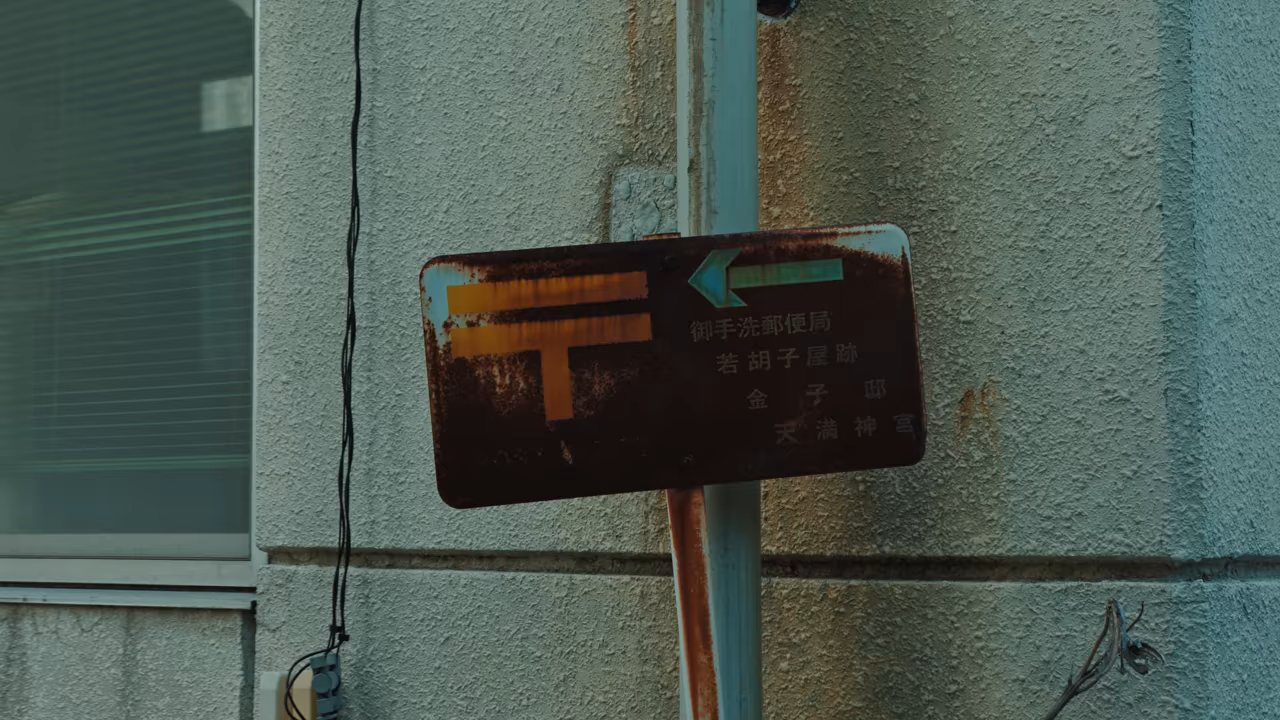 〒
←
御手洗郵便局
若胡子屋跡
金子邸
天満神宮